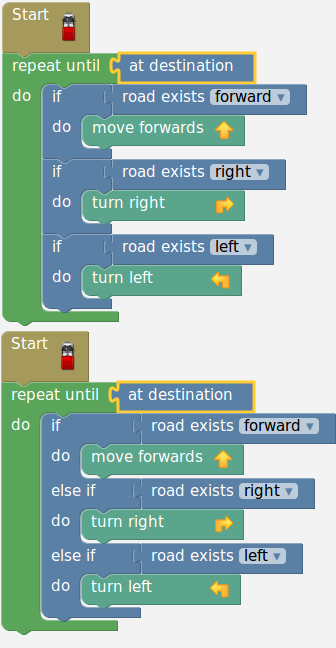 Start
repeat until at destination
do if road exists forward
do move forwards
if road exists right
do turn right
if road exists left
do turn left
Start
repeat until at destination
do if road exists forward
do move forwards
else if road exists right
do turn right
else if road exists left
do turn left